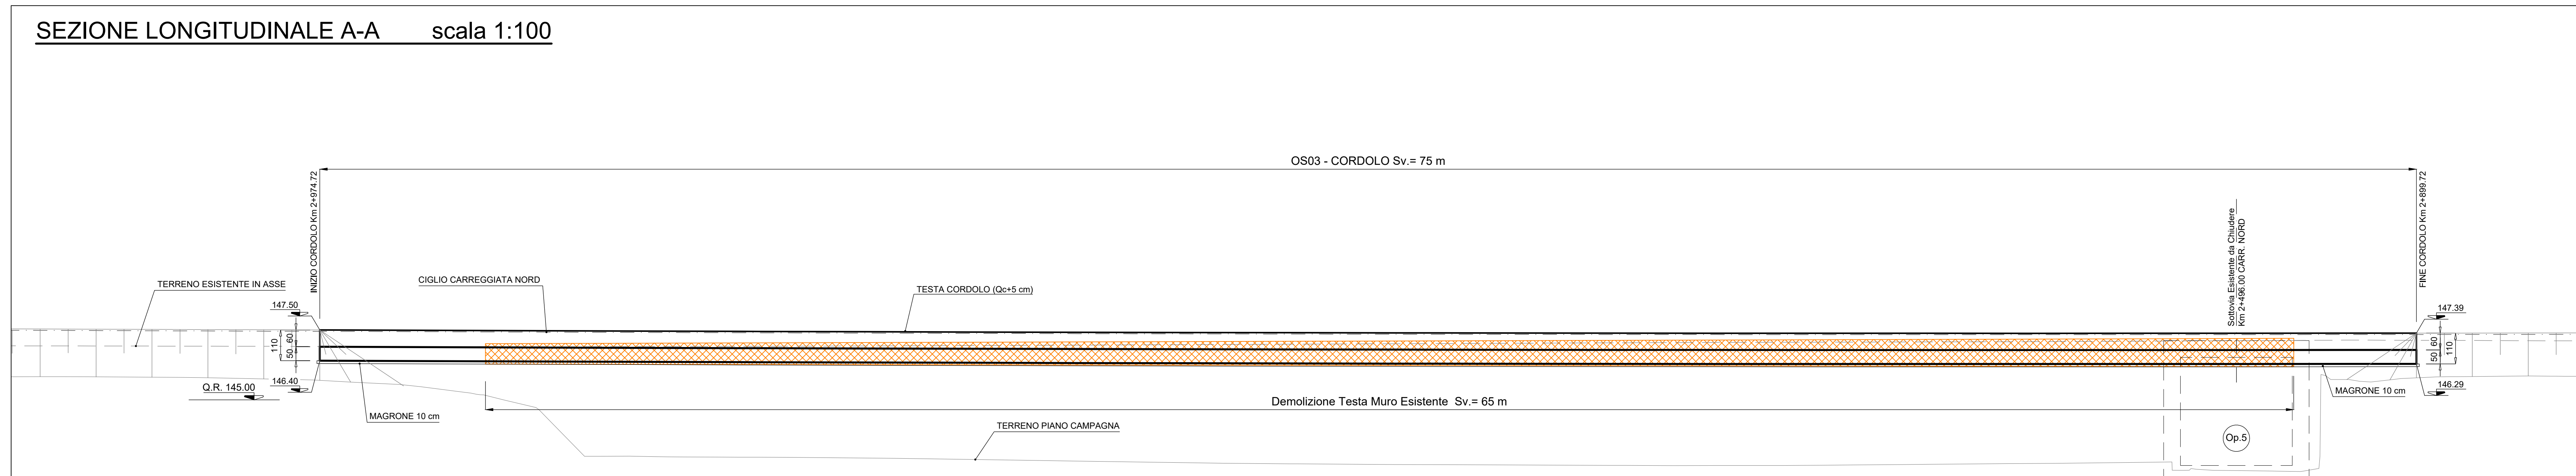 SEZIONE LONGITUDINALE A-A scala 1:100
OS03 - CORDOLO Sv.= 75 m
INIZIO CORDOLO Km 2+974.72
FINE CORDOLO Km 2+899.72
Sottovia Esistente da Chiudere
Km 2+496.00 CARR. NORD
TERRENO ESISTENTE IN ASSE
CIGLIO CARREGGIATA NORD
TESTA CORDOLO (Qc+5 cm)
147.50
147.39
110
50
60
50
60
110
146.40
146.29
Q.R. 145.00
MAGRONE 10 cm
MAGRONE 10 cm
Demolizione Testa Muro Esistente Sv.= 65 m
TERRENO PIANO CAMPAGNA
Op.5